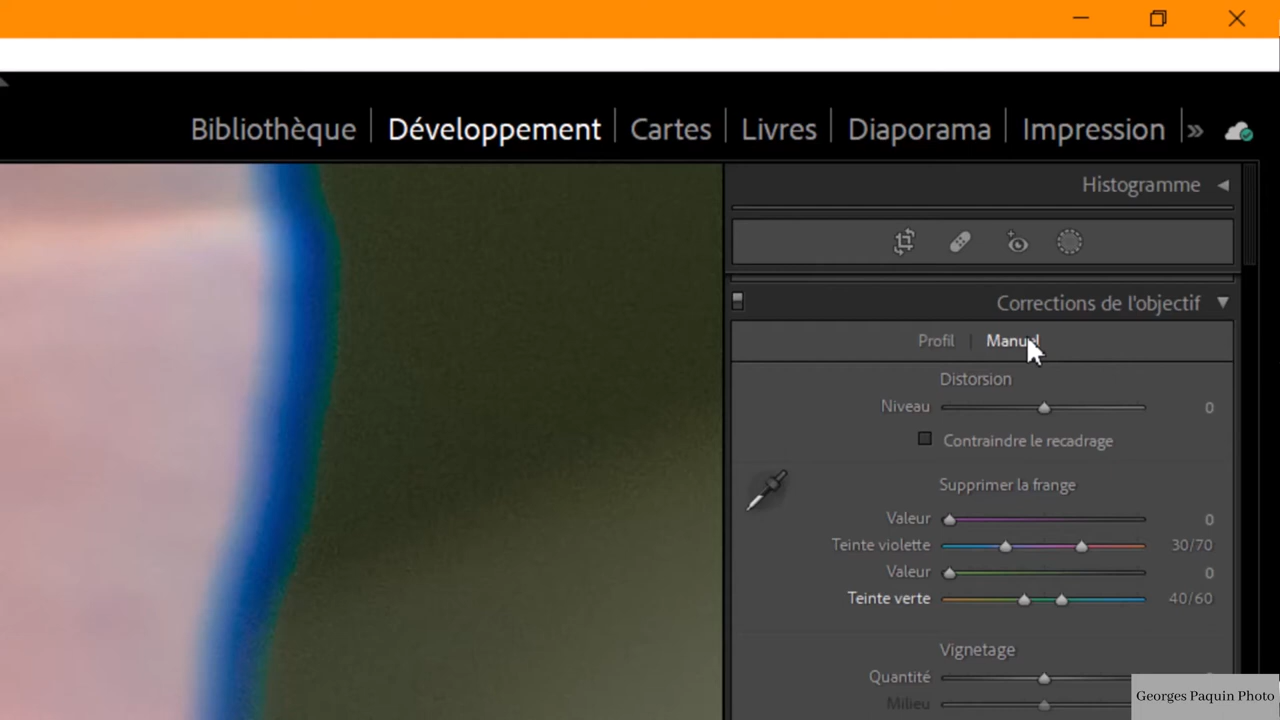 Bibliothèque | Développement | Cartes | Livres | Diaporama | Impression | »
Histogramme
Corrections de l'objectif
Profil | Manuel
Distorsion
Niveau 0
Contraindre le recadrage
Supprimer la frange
Valeur 0
Teinte violette 30/70
Valeur 0
Teinte verte 40/60
Vignetage
Quantité
Milieu
Georges Paquin Photo